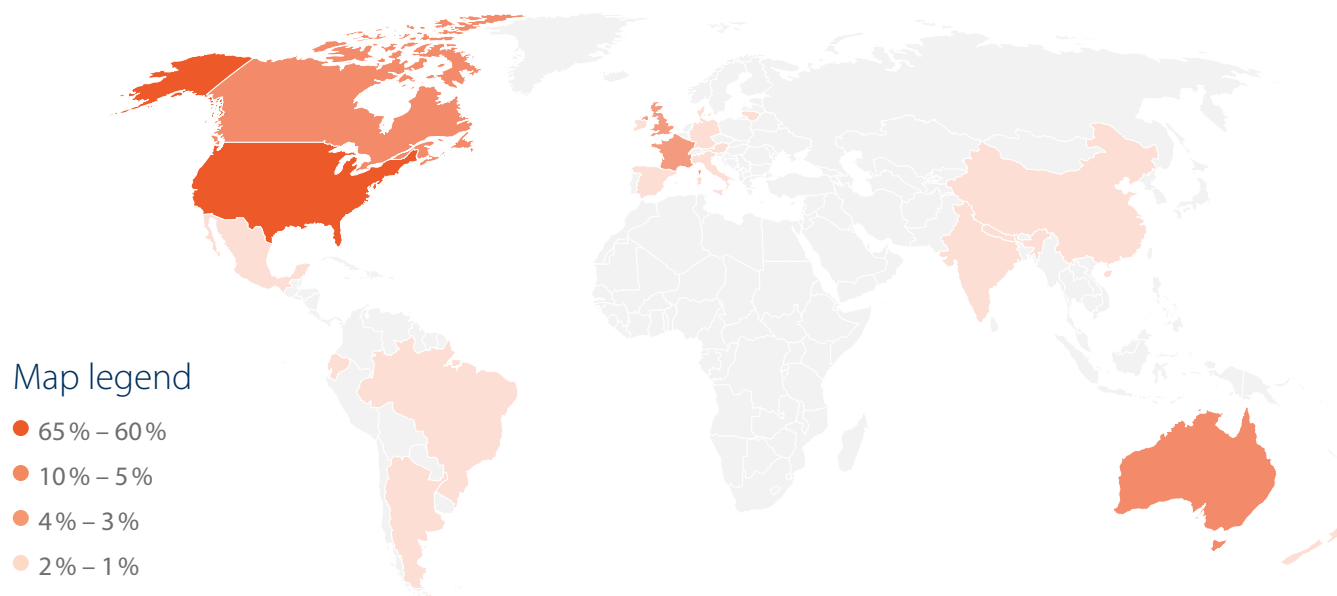 Map legend
65 % – 60 %
10 % – 5 %
4 % – 3 %
2 % – 1 %